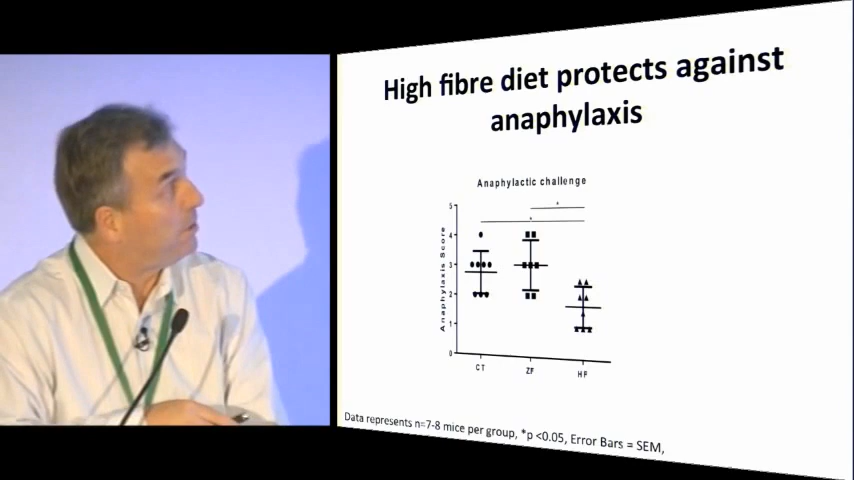 High fibre diet protects against
anaphylaxis
Anaphylactic challenge
Anaphylaxis Score
5
4
3
2
1
0
*
*
CT
ZF
HF
Data represents n=7-8 mice per group, *p <0.05, Error Bars = SEM,